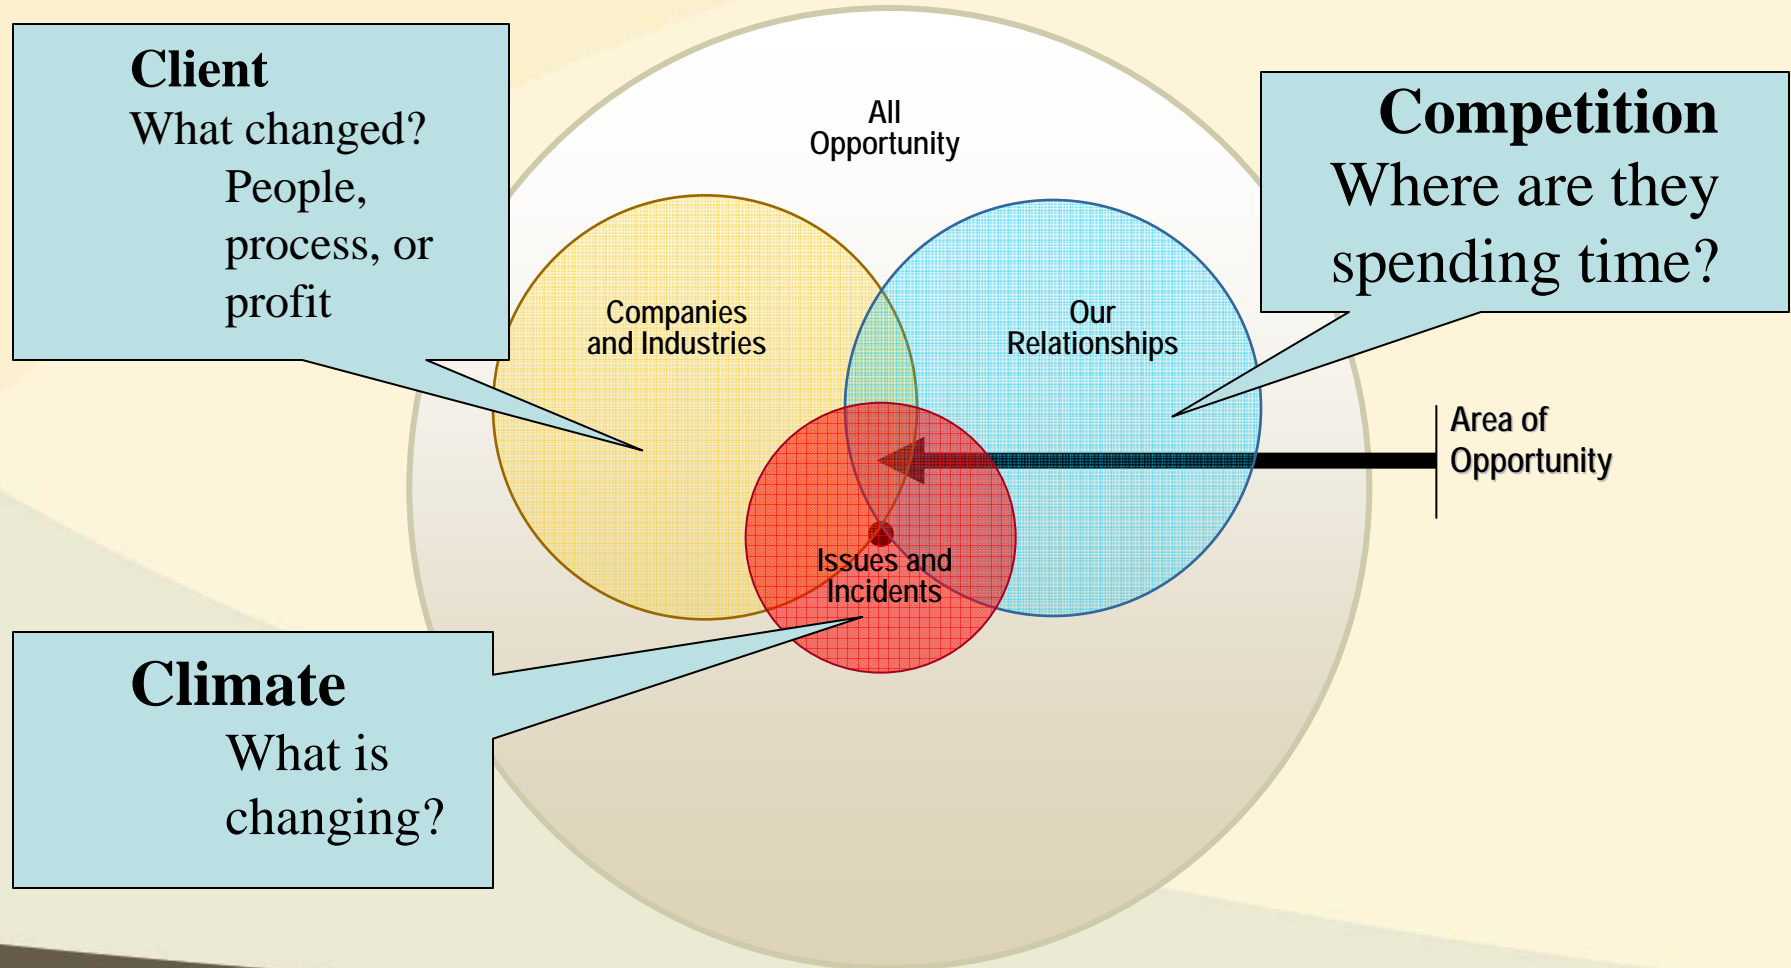 Client
What changed?
People,
process, or
profit
All
Opportunity
Competition
Where are they
spending time?
Companies
and Industries
Our
Relationships
Area of
Opportunity
Issues and
Incidents
Climate
What is
changing?